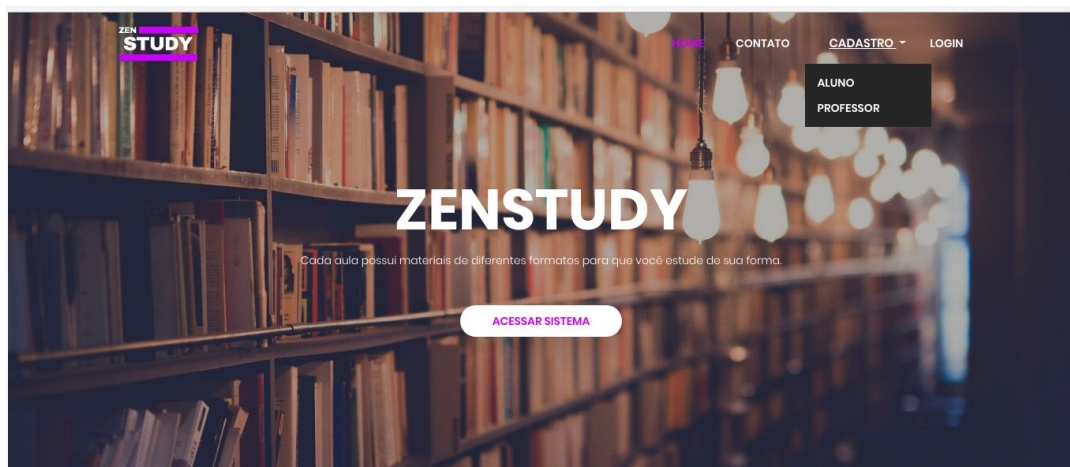 ZEN
STUDY
HOME CONTATO CADASTRO LOGIN
ALUNO
PROFESSOR
ZENSTUDY
Cada aula possui materiais de diferentes formatos para que você estude de sua forma.
ACESSAR SISTEMA